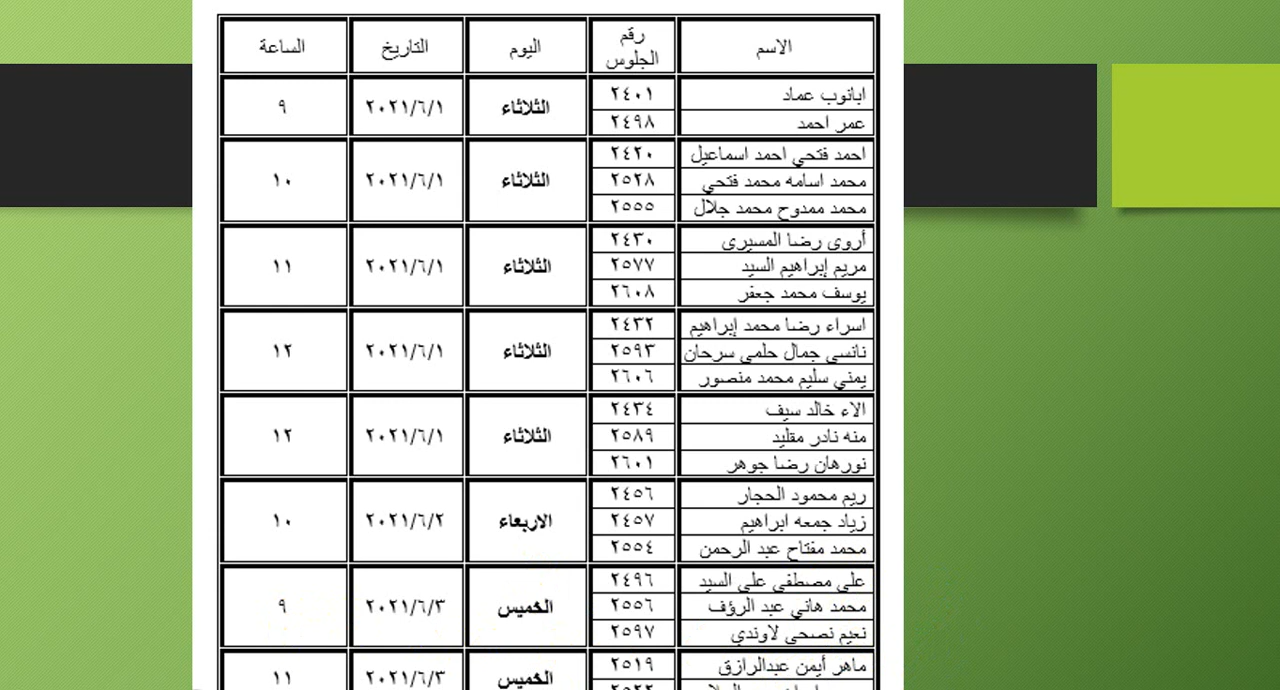 الاسم رقم الجلوس اليوم التاريخ الساعة
ابانوب عماد ٢٤٠١ الثلاثاء ٢٠٢١/٦/١ ٩
عمر احمد ٢٤٩٨
احمد فتحي احمد اسماعيل ٢٤٢٠ الثلاثاء ٢٠٢١/٦/١ ١٠
محمد اسامه محمد فتحي ٢٥٢٨
محمد ممدوح محمد جلال ٢٥٥٥
أروى رضا المسيرى ٢٤٣٠ الثلاثاء ٢٠٢١/٦/١ ١١
مريم إبراهيم السيد ٢٥٧٧
يوسف محمد جعفر ٢٦٠٨
اسراء رضا محمد إبراهيم ٢٤٣٢ الثلاثاء ٢٠٢١/٦/١ ١٢
نانسى جمال حلمى سرحان ٢٥٩٣
يمني سليم محمد منصور ٢٦٠٦
الاء خالد سيف ٢٤٣٤ الثلاثاء ٢٠٢١/٦/١ ١٢
منه نادر مقليد ٢٥٨٩
نورهان رضا جوهر ٢٦٠١
ريم محمود الحجار ٢٤٥٦ الاربعاء ٢٠٢١/٦/٢ ١٠
زياد جمعه ابراهيم ٢٤٥٧
محمد مفتاح عبد الرحمن ٢٥٥٤
على مصطفى على السيد ٢٤٩٦ الخميس ٢٠٢١/٦/٣ ٩
محمد هاني عبد الرؤف ٢٥٥٦
نعيم نصحى لاوندي ٢٥٩٧
ماهر أيمن عبدالرازق ٢٥١٩ الخميس ٢٠٢١/٦/٣ ١١